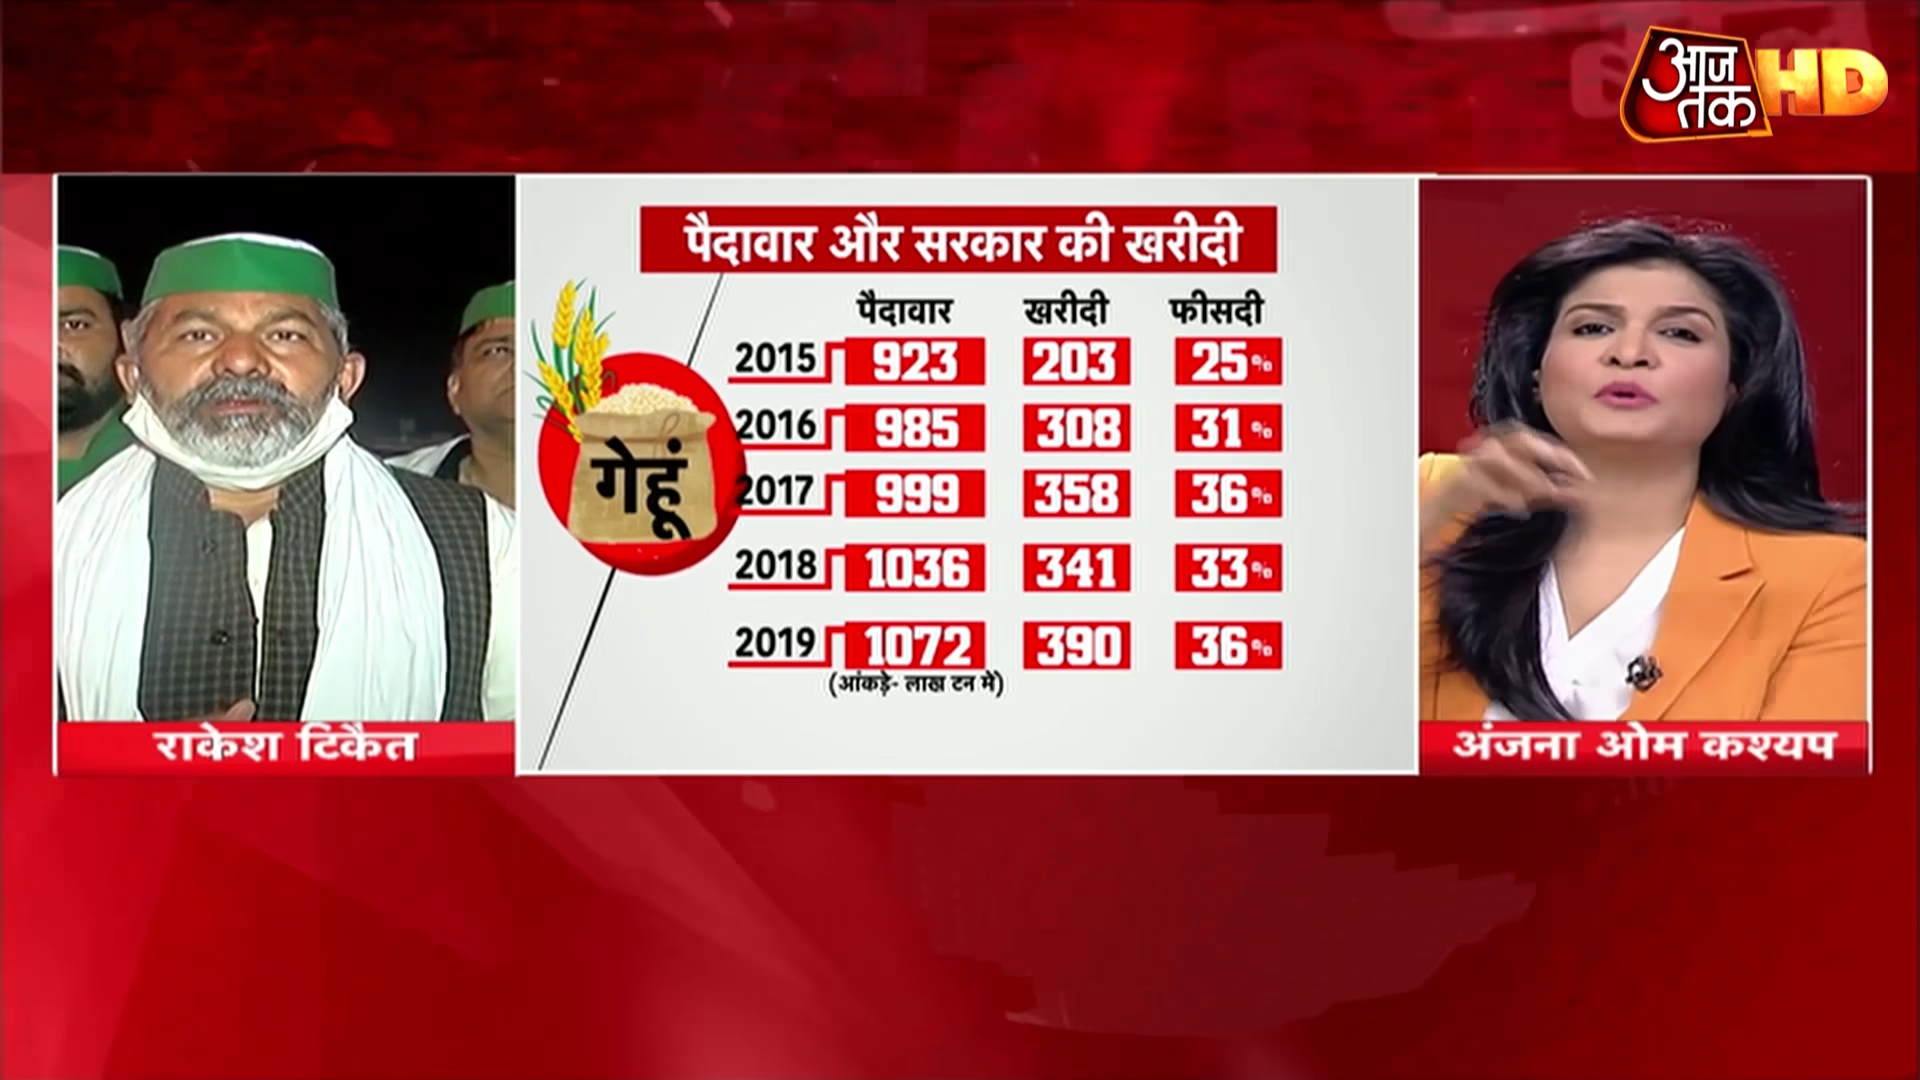 आज
तक HD
पैदावार और सरकार की खरीदी
पैदावार खरीदी फीसदी
2015 923 203 25%
2016 985 308 31%
2017 999 358 36%
2018 1036 341 33%
2019 1072 390 36%
(आंकड़े- लाख टन में)
गेहूं
राकेश टिकैत
अंजना ओम कश्यप